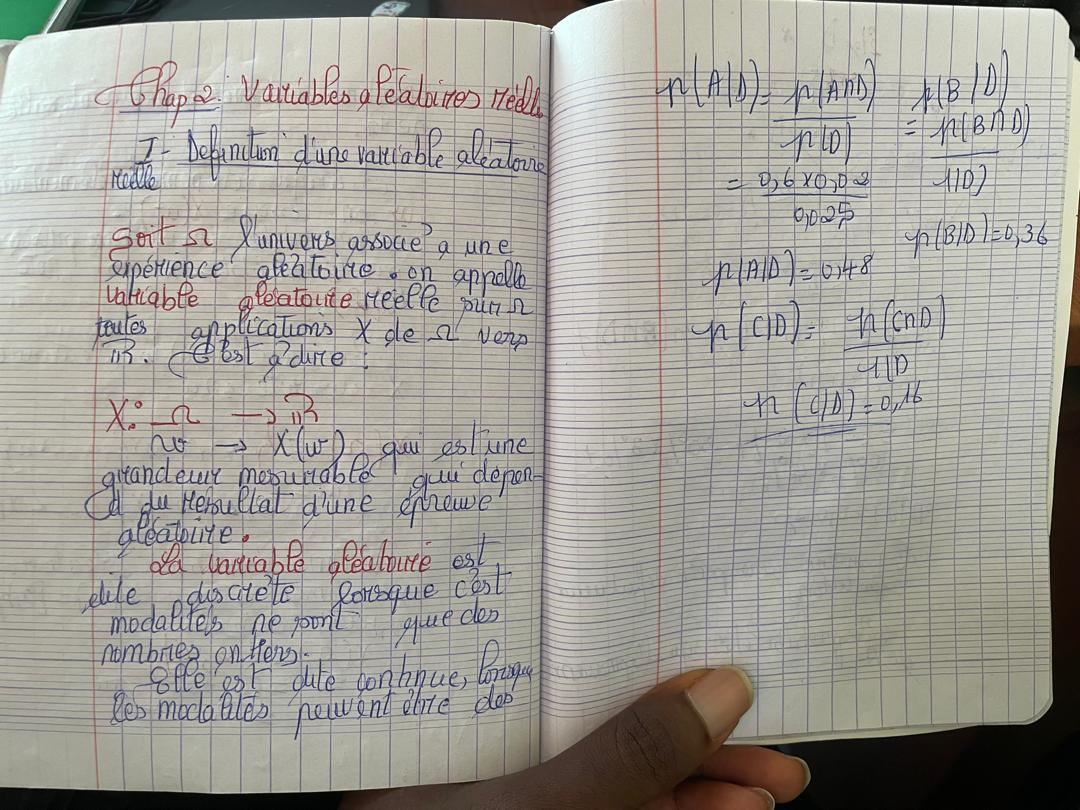 Chap 2: Variables aléatoires réelle
I- Definition d'une variable aléatoire
réelle
Soit Ω l'univers associé à une
expérience aléatoire. on appelle
variable aléatoire réelle sur Ω
toutes applications X de Ω vers
ℝ. C'est à dire :
X: Ω → ℝ
w → X(w) qui est une
grandeur mesurable qui dépen-
d du résultat d'une épreuve
aléatoire.
La variable aléatoire est
dite discrète lorsque c'est
modalités ne sont que des
nombres entiers.
Elle est dite continue, lorsque
les modalités peuvent être des
p(A|D) = p(A∩D) / p(D)
= 0,6 x 0,02 / 0,025
p(A|D) = 0,48
p(B|D)
= p(B∩D) / p(D)
p(B|D) = 0,36
p(C|D) = p(C∩D) / p(D
p(C|D) = 0,16